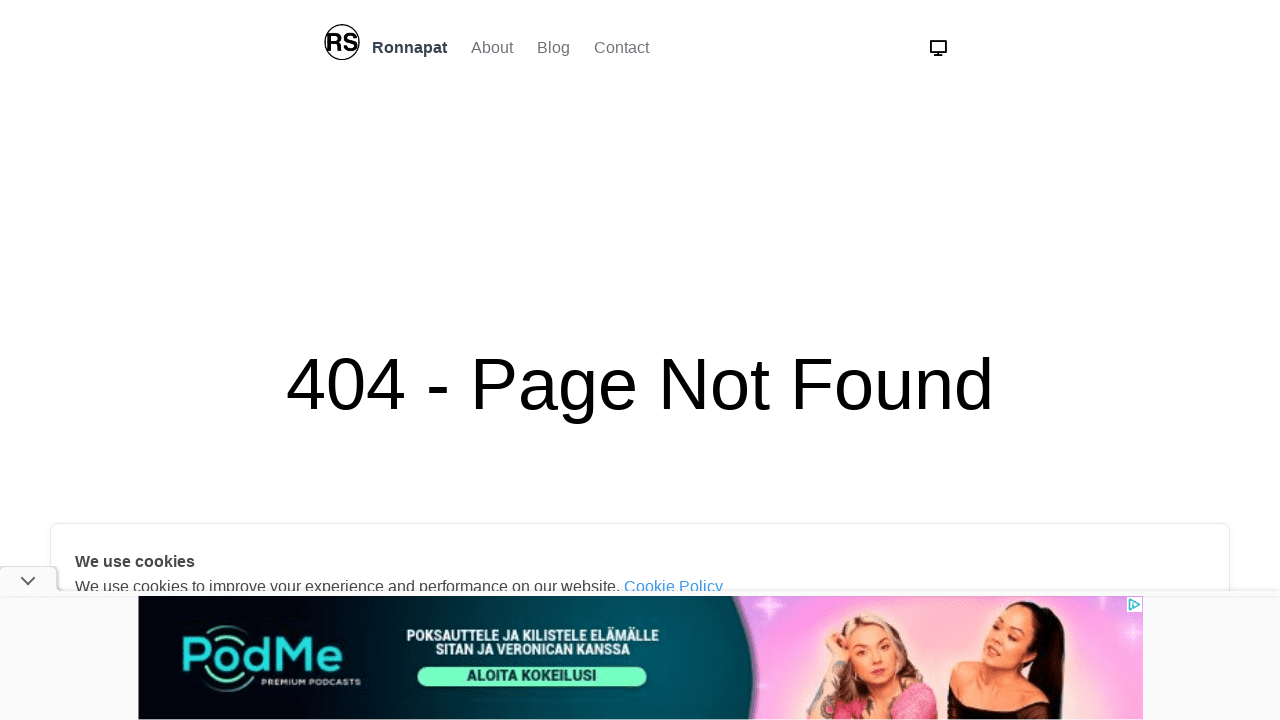 RS
Ronnapat
About
Blog
Contact
404 - Page Not Found
We use cookies
We use cookies to improve your experience and performance on our website. Cookie Policy
PodMe
PREMIUM PODCASTS
POKSAUTTELE JA KILISTELE ELÄMÄLLE
SITAN JA VERONICAN KANSSA
ALOITA KOKEILUSI